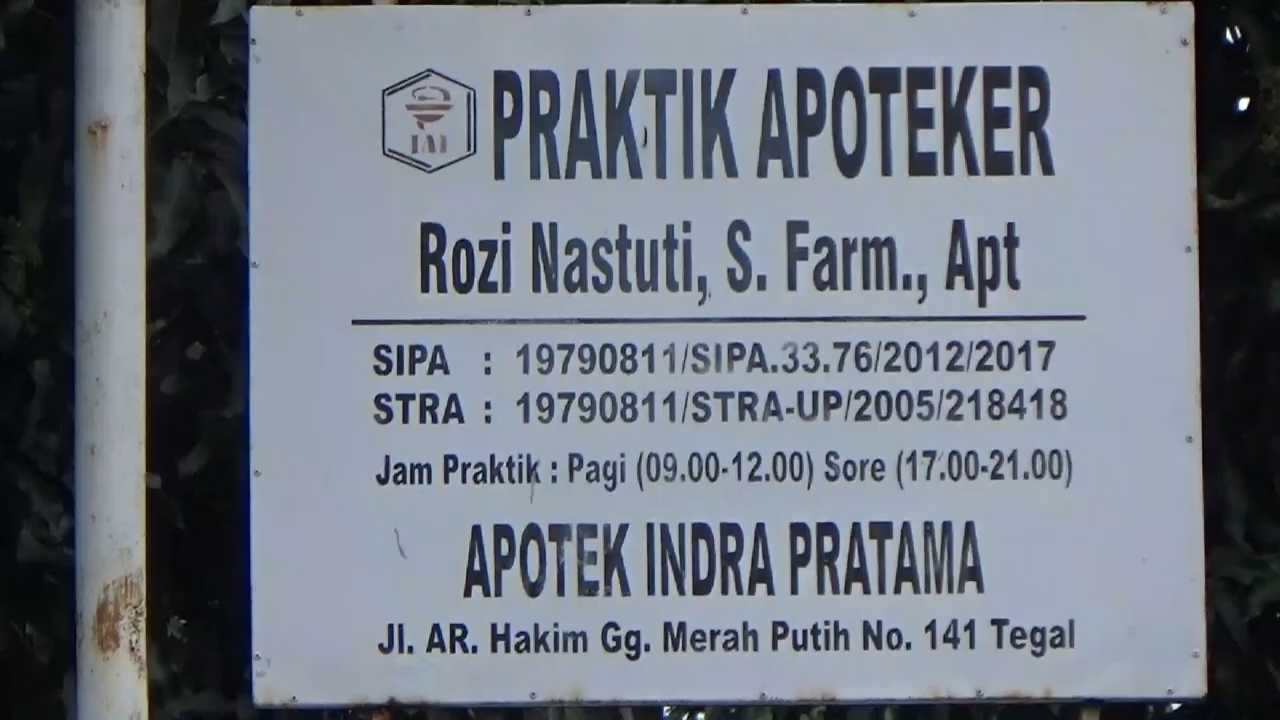 IAI
PRAKTIK APOTEKER
Rozi Nastuti, S. Farm., Apt
SIPA : 19790811/SIPA.33.76/2012/2017
STRA : 19790811/STRA-UP/2005/218418
Jam Praktik : Pagi (09.00-12.00) Sore (17.00-21.00)
APOTEK INDRA PRATAMA
Jl. AR. Hakim Gg. Merah Putih No. 141 Tegal